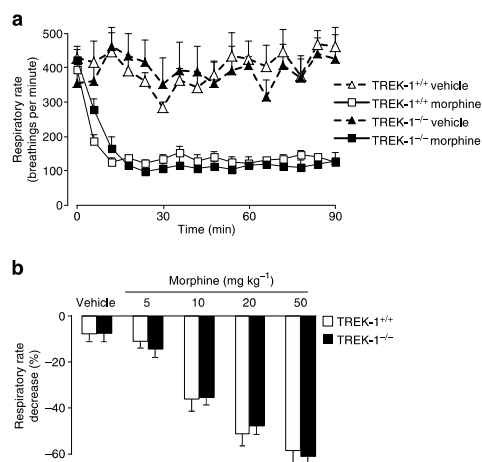 a
Respiratory rate
(breathings per minute)
500
400
300
200
100
0
0
30
60
90
Time (min)
TREK-1+/+ vehicle
TREK-1+/+ morphine
TREK-1−/− vehicle
TREK-1−/− morphine
b
Morphine (mg kg−1)
Vehicle 5 10 20 50
Respiratory rate
decrease (%)
0
−20
−40
−60
TREK-1+/+
TREK-1−/−